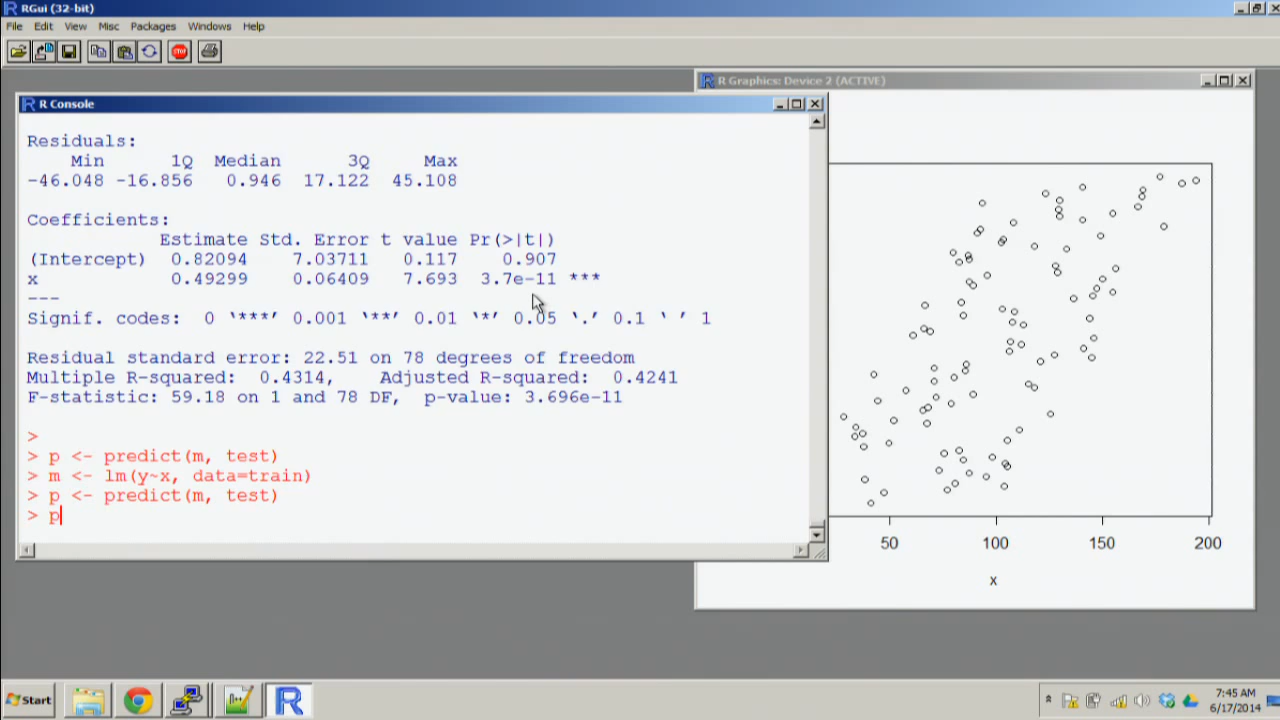 RGui (32-bit)
File Edit View Misc Packages Windows Help
STOP
R Graphics: Device 2 (ACTIVE)
R Console
Residuals:
Min 1Q Median 3Q Max
-46.048 -16.856 0.946 17.122 45.108
Coefficients:
Estimate Std. Error t value Pr(>|t|)
(Intercept) 0.82094 7.03711 0.117 0.907
x 0.49299 0.06409 7.693 3.7e-11 ***
---
Signif. codes: 0 ‘***’ 0.001 ‘**’ 0.01 ‘*’ 0.05 ‘.’ 0.1 ‘ ’ 1
Residual standard error: 22.51 on 78 degrees of freedom
Multiple R-squared: 0.4314, Adjusted R-squared: 0.4241
F-statistic: 59.18 on 1 and 78 DF, p-value: 3.696e-11
>
> p <- predict(m, test)
> m <- lm(y~x, data=train)
> p <- predict(m, test)
> p
50 100 150 200
x
Start
7:45 AM
6/17/2014